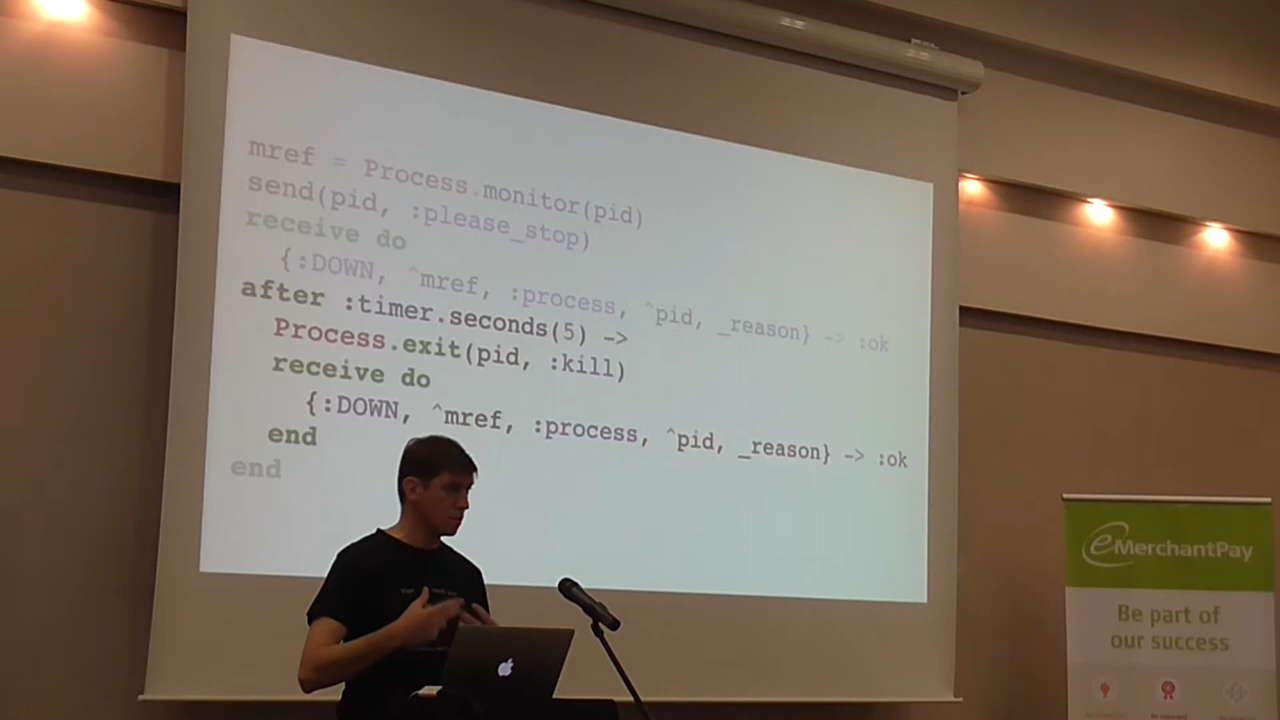 mref = Process.monitor(pid)
send(pid, :please_stop)
receive do
  {:DOWN, ^mref, :process, ^pid, _reason} -> :ok
after :timer.seconds(5) ->
  Process.exit(pid, :kill)
  receive do
    {:DOWN, ^mref, :process, ^pid, _reason} -> :ok
  end
end
eMerchantPay
Be part of
our success